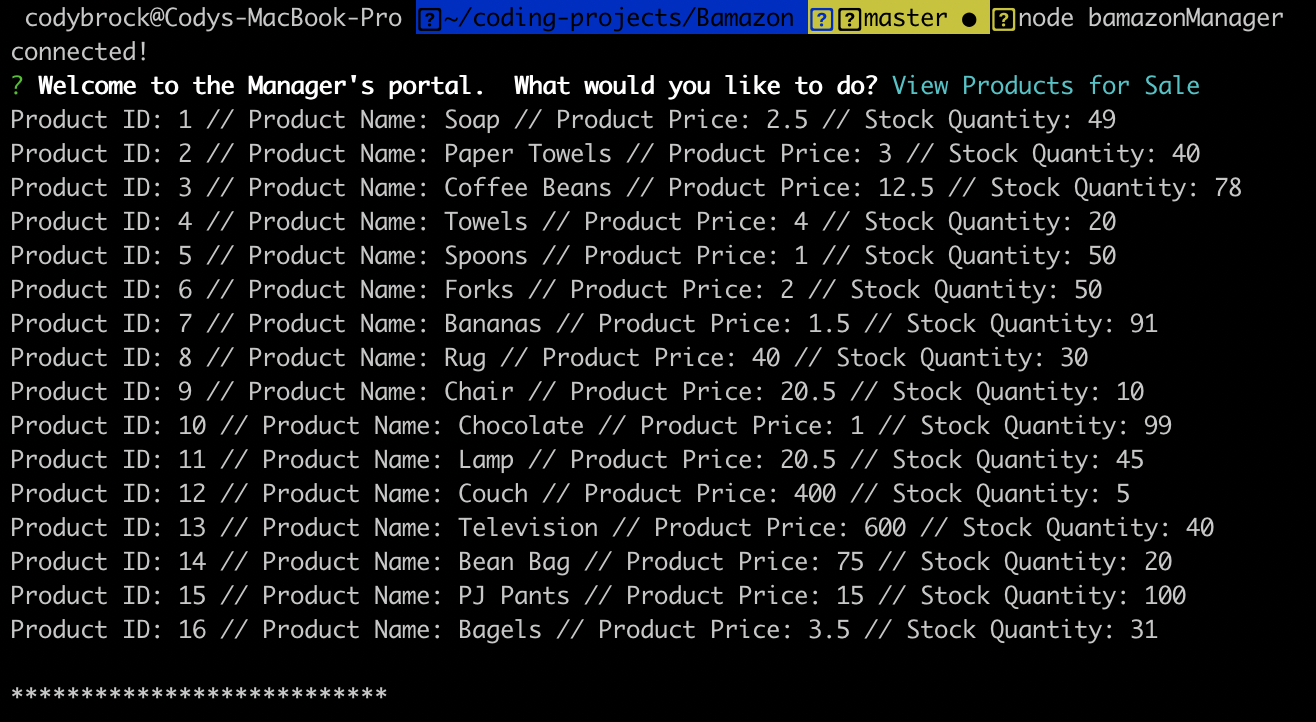 codybrock@Codys-MacBook-Pro ~/coding-projects/Bamazon master ● node bamazonManager
connected!
? Welcome to the Manager's portal.  What would you like to do? View Products for Sale
Product ID: 1 // Product Name: Soap // Product Price: 2.5 // Stock Quantity: 49
Product ID: 2 // Product Name: Paper Towels // Product Price: 3 // Stock Quantity: 40
Product ID: 3 // Product Name: Coffee Beans // Product Price: 12.5 // Stock Quantity: 78
Product ID: 4 // Product Name: Towels // Product Price: 4 // Stock Quantity: 20
Product ID: 5 // Product Name: Spoons // Product Price: 1 // Stock Quantity: 50
Product ID: 6 // Product Name: Forks // Product Price: 2 // Stock Quantity: 50
Product ID: 7 // Product Name: Bananas // Product Price: 1.5 // Stock Quantity: 91
Product ID: 8 // Product Name: Rug // Product Price: 40 // Stock Quantity: 30
Product ID: 9 // Product Name: Chair // Product Price: 20.5 // Stock Quantity: 10
Product ID: 10 // Product Name: Chocolate // Product Price: 1 // Stock Quantity: 99
Product ID: 11 // Product Name: Lamp // Product Price: 20.5 // Stock Quantity: 45
Product ID: 12 // Product Name: Couch // Product Price: 400 // Stock Quantity: 5
Product ID: 13 // Product Name: Television // Product Price: 600 // Stock Quantity: 40
Product ID: 14 // Product Name: Bean Bag // Product Price: 75 // Stock Quantity: 20
Product ID: 15 // Product Name: PJ Pants // Product Price: 15 // Stock Quantity: 100
Product ID: 16 // Product Name: Bagels // Product Price: 3.5 // Stock Quantity: 31
***************************